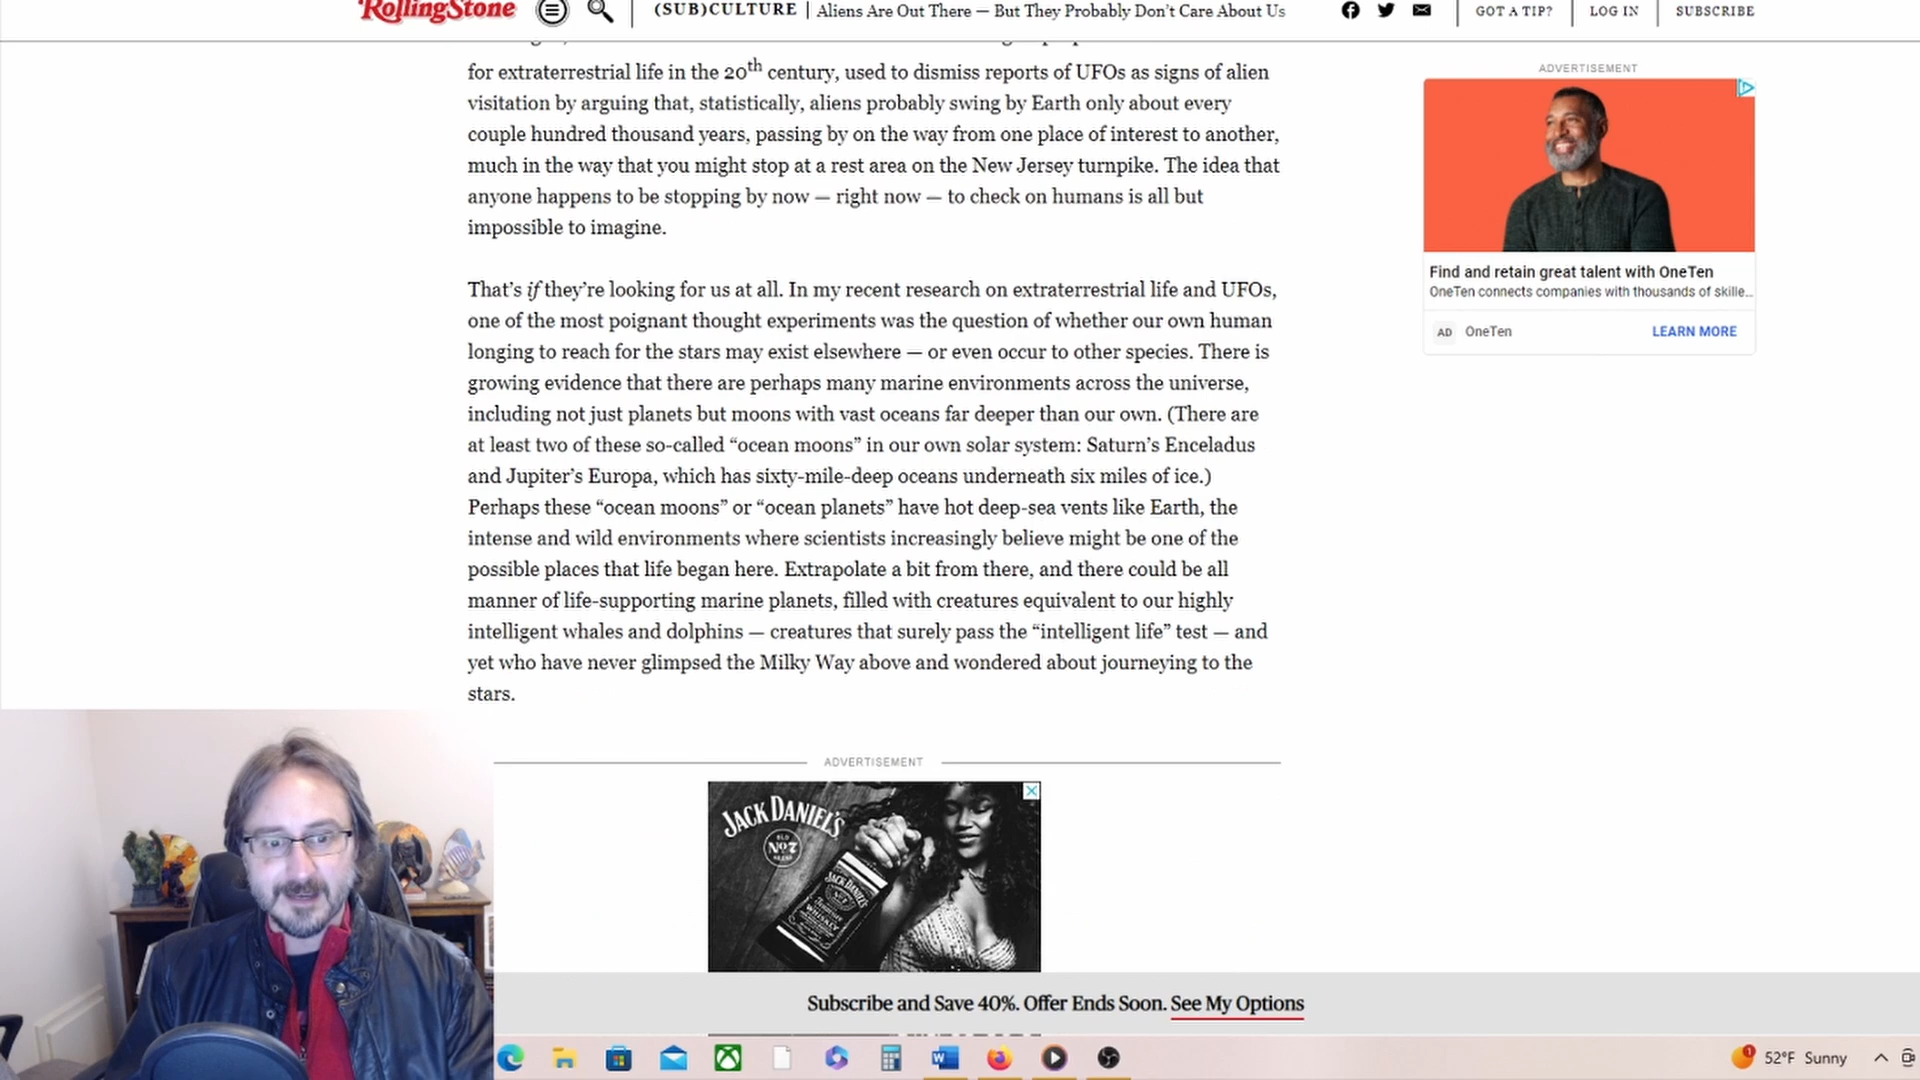 RollingStone
(SUB)CULTURE | Aliens Are Out There — But They Probably Don't Care About Us
GOT A TIP?
LOG IN
SUBSCRIBE
for extraterrestrial life in the 20th century, used to dismiss reports of UFOs as signs of alien
visitation by arguing that, statistically, aliens probably swing by Earth only about every
couple hundred thousand years, passing by on the way from one place of interest to another,
much in the way that you might stop at a rest area on the New Jersey turnpike. The idea that
anyone happens to be stopping by now — right now — to check on humans is all but
impossible to imagine.
That's if they're looking for us at all. In my recent research on extraterrestrial life and UFOs,
one of the most poignant thought experiments was the question of whether our own human
longing to reach for the stars may exist elsewhere — or even occur to other species. There is
growing evidence that there are perhaps many marine environments across the universe,
including not just planets but moons with vast oceans far deeper than our own. (There are
at least two of these so-called “ocean moons” in our own solar system: Saturn's Enceladus
and Jupiter's Europa, which has sixty-mile-deep oceans underneath six miles of ice.)
Perhaps these “ocean moons” or “ocean planets” have hot deep-sea vents like Earth, the
intense and wild environments where scientists increasingly believe might be one of the
possible places that life began here. Extrapolate a bit from there, and there could be all
manner of life-supporting marine planets, filled with creatures equivalent to our highly
intelligent whales and dolphins — creatures that surely pass the “intelligent life” test — and
yet who have never glimpsed the Milky Way above and wondered about journeying to the
stars.
ADVERTISEMENT
Find and retain great talent with OneTen
OneTen connects companies with thousands of skille...
AD OneTen
LEARN MORE
ADVERTISEMENT
JACK DANIEL'S
OLD
No 7
JACK DANIEL'S
Tennessee
WHISKEY
Subscribe and Save 40%. Offer Ends Soon. See My Options
52°F Sunny